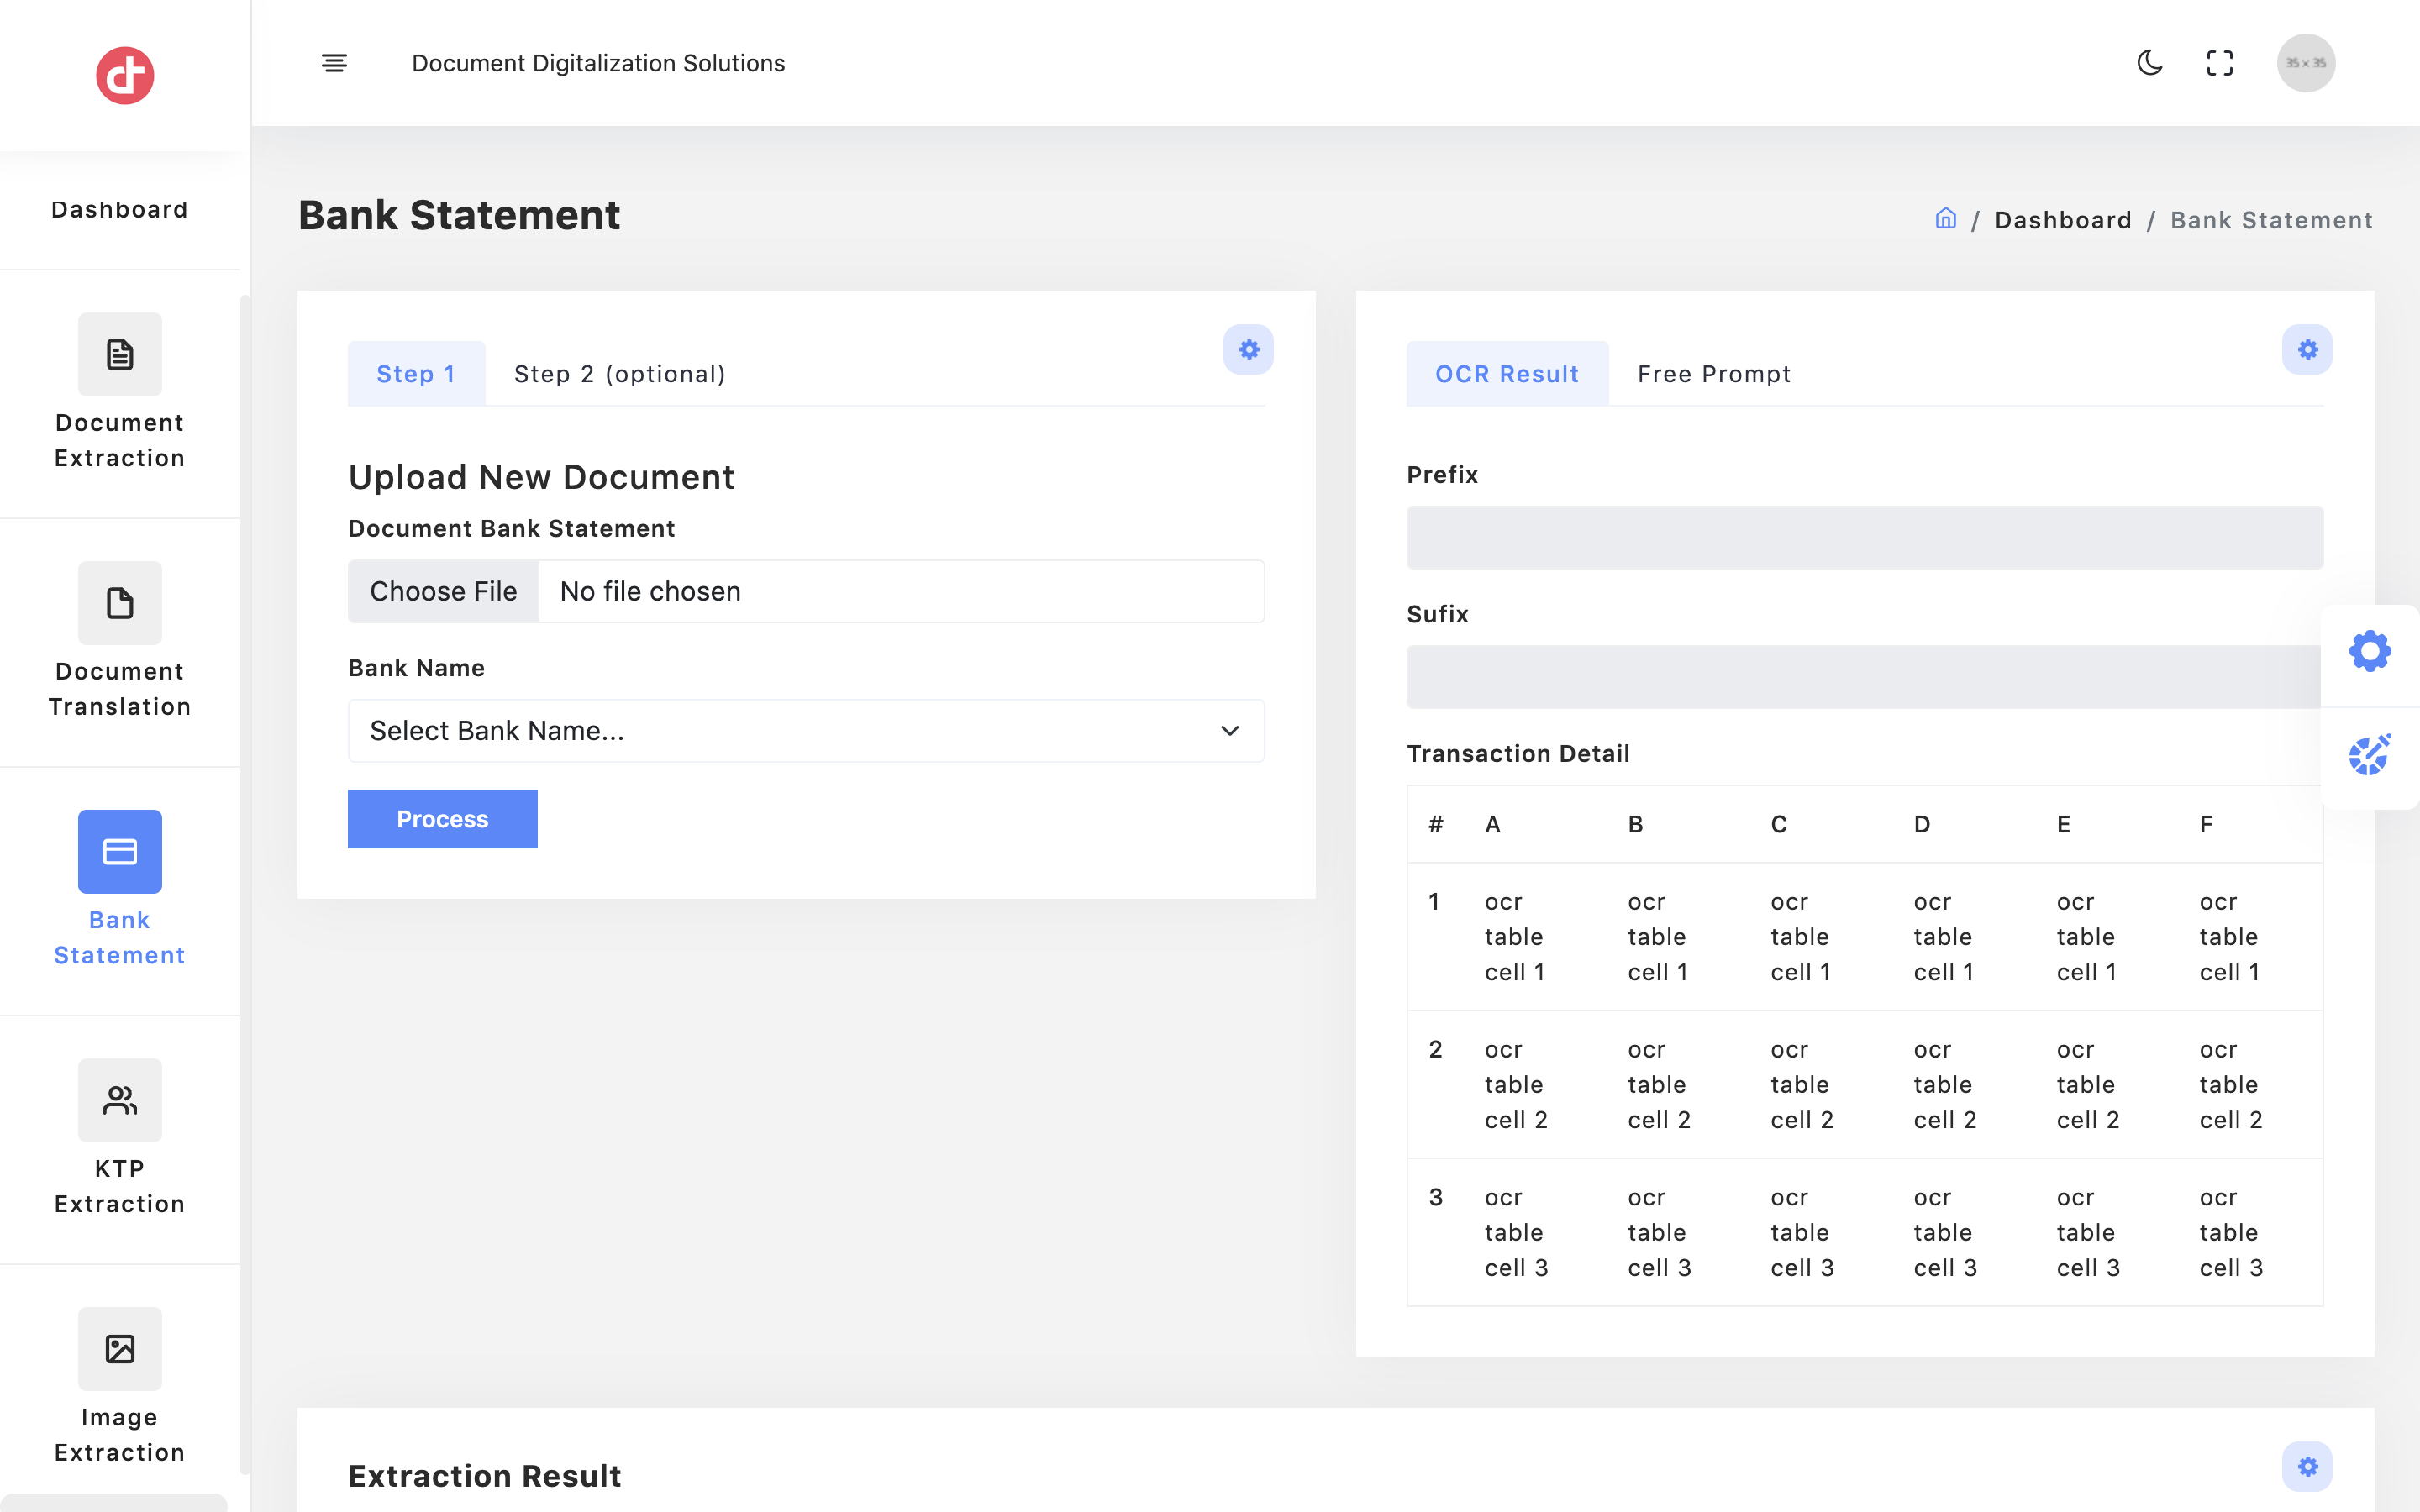 Document Digitalization Solutions
35 × 35
Dashboard
Document
Extraction
Document
Translation
Bank
Statement
KTP
Extraction
Image
Extraction
Bank Statement
/ Dashboard / Bank Statement
Step 1 Step 2 (optional)
Upload New Document
Document Bank Statement
Choose File No file chosen
Bank Name
Select Bank Name...
Process
OCR Result Free Prompt
Prefix
Sufix
Transaction Detail
# A B C D E F
1 ocr ocr ocr ocr ocr ocr
table table table table table table
cell 1 cell 1 cell 1 cell 1 cell 1 cell 1
2 ocr ocr ocr ocr ocr ocr
table table table table table table
cell 2 cell 2 cell 2 cell 2 cell 2 cell 2
3 ocr ocr ocr ocr ocr ocr
table table table table table table
cell 3 cell 3 cell 3 cell 3 cell 3 cell 3
Extraction Result